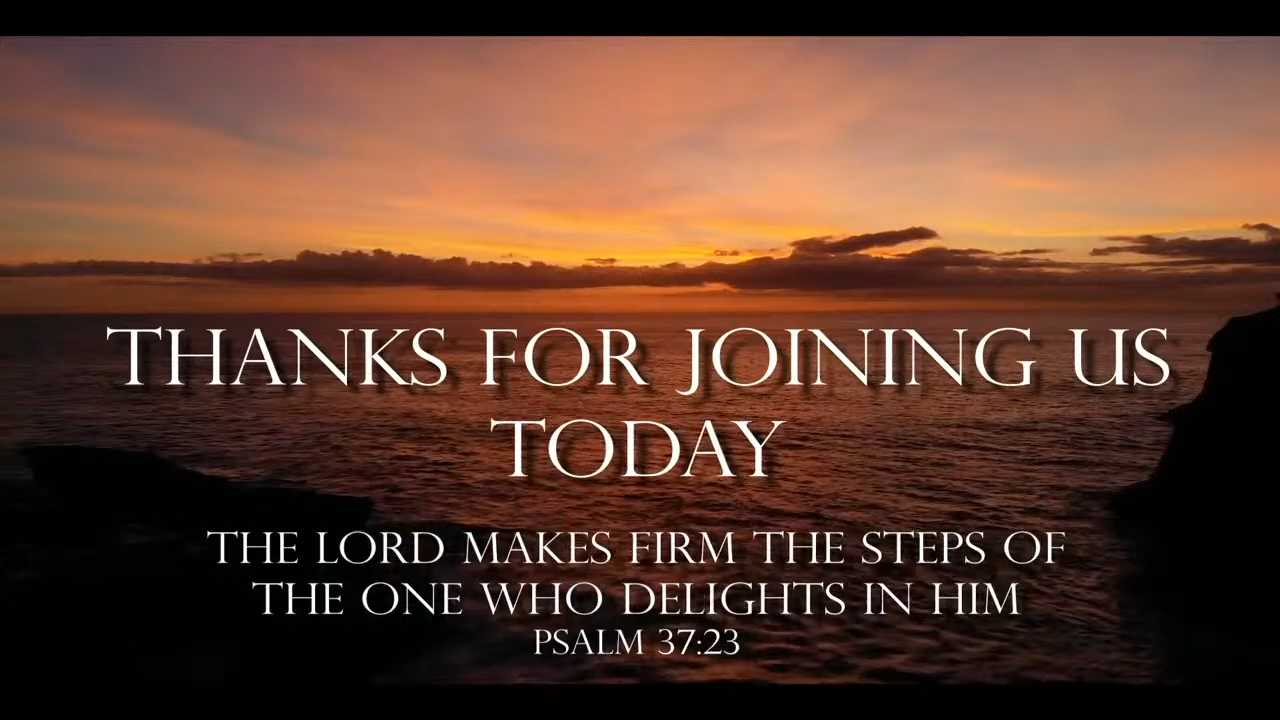 THANKS FOR JOINING US
TODAY
THE LORD MAKES FIRM THE STEPS OF
THE ONE WHO DELIGHTS IN HIM
PSALM 37:23